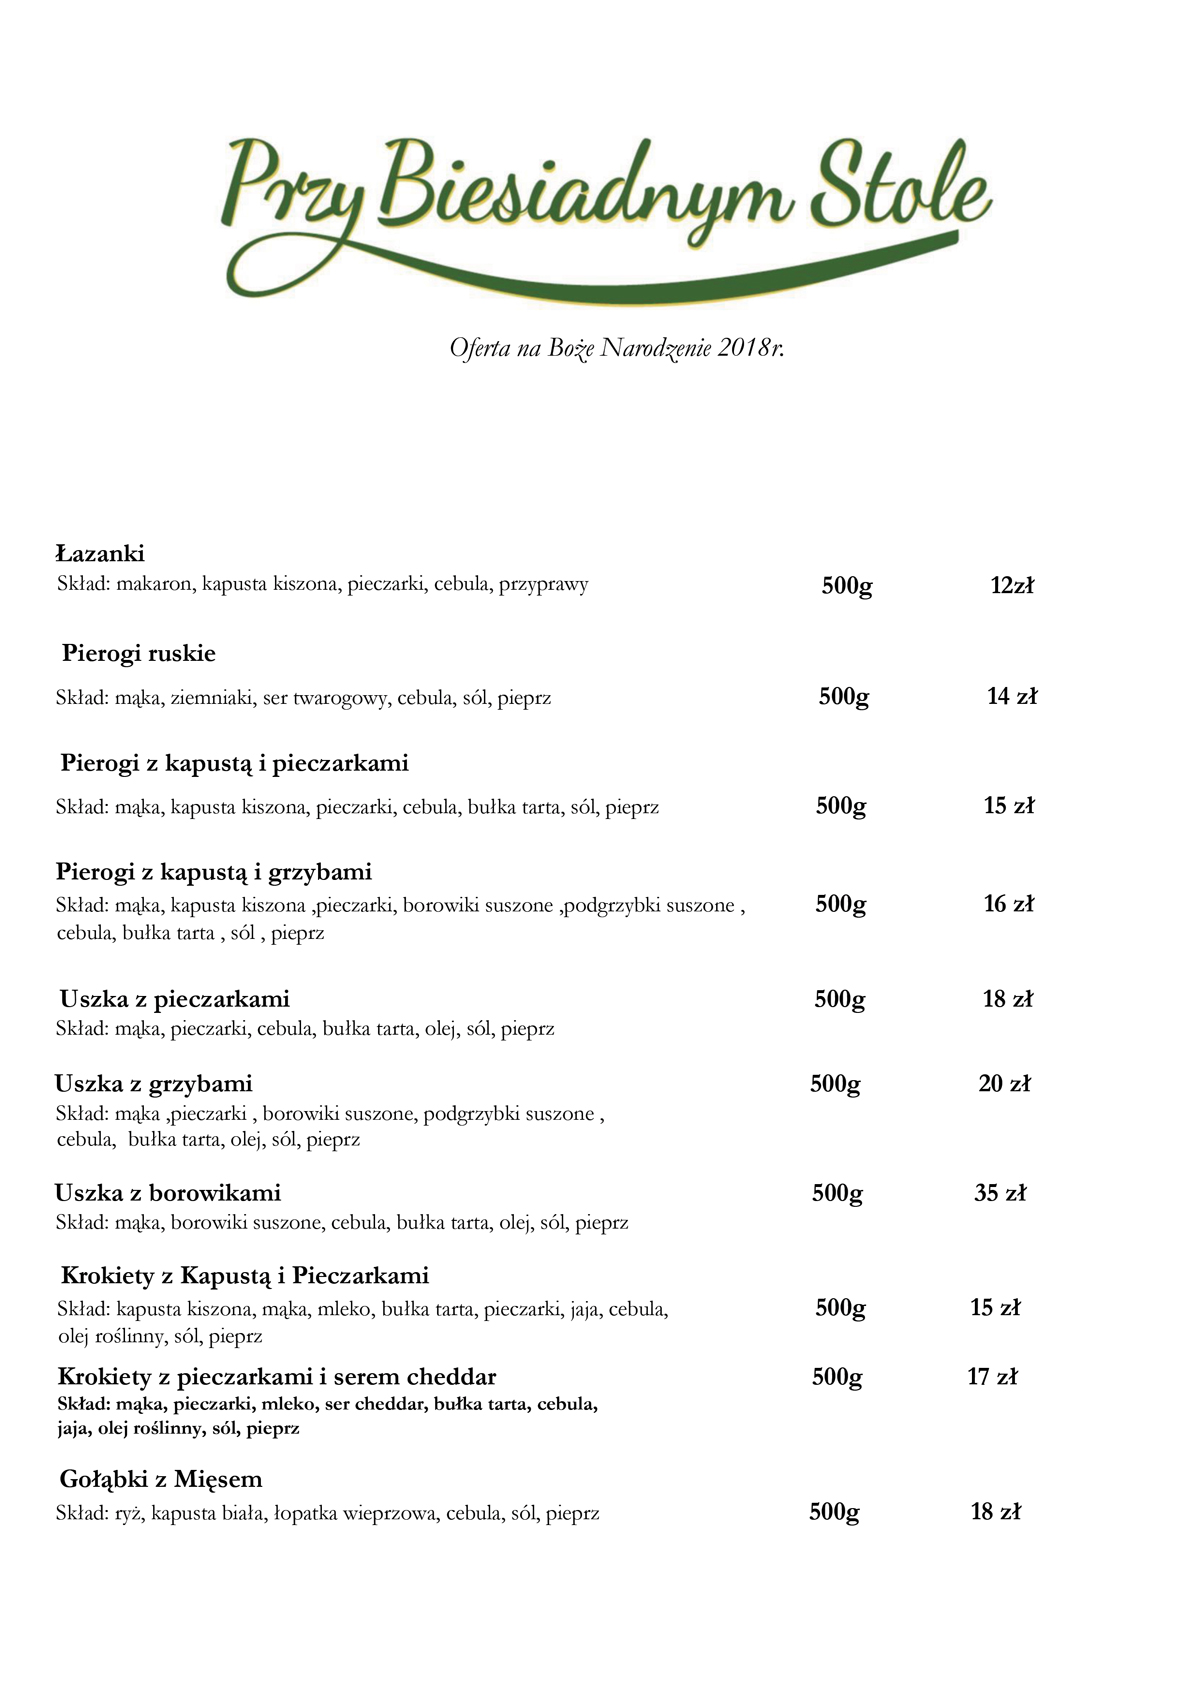 Przy Biesiadnym Stole
Oferta na Boże Narodzenie 2018r.
Łazanki
Skład: makaron, kapusta kiszona, pieczarki, cebula, przyprawy 500g 12zł
Pierogi ruskie
Skład: mąka, ziemniaki, ser twarogowy, cebula, sól, pieprz 500g 14 zł
Pierogi z kapustą i pieczarkami
Skład: mąka, kapusta kiszona, pieczarki, cebula, bułka tarta, sól, pieprz 500g 15 zł
Pierogi z kapustą i grzybami
Skład: mąka, kapusta kiszona ,pieczarki, borowiki suszone ,podgrzybki suszone , 500g 16 zł
cebula, bułka tarta , sól , pieprz
Uszka z pieczarkami 500g 18 zł
Skład: mąka, pieczarki, cebula, bułka tarta, olej, sól, pieprz
Uszka z grzybami 500g 20 zł
Skład: mąka ,pieczarki , borowiki suszone, podgrzybki suszone ,
cebula, bułka tarta, olej, sól, pieprz
Uszka z borowikami 500g 35 zł
Skład: mąka, borowiki suszone, cebula, bułka tarta, olej, sól, pieprz
Krokiety z Kapustą i Pieczarkami
Skład: kapusta kiszona, mąka, mleko, bułka tarta, pieczarki, jaja, cebula, 500g 15 zł
olej roślinny, sól, pieprz
Krokiety z pieczarkami i serem cheddar 500g 17 zł
Skład: mąka, pieczarki, mleko, ser cheddar, bułka tarta, cebula,
jaja, olej roślinny, sól, pieprz
Gołąbki z Mięsem
Skład: ryż, kapusta biała, łopatka wieprzowa, cebula, sól, pieprz 500g 18 zł